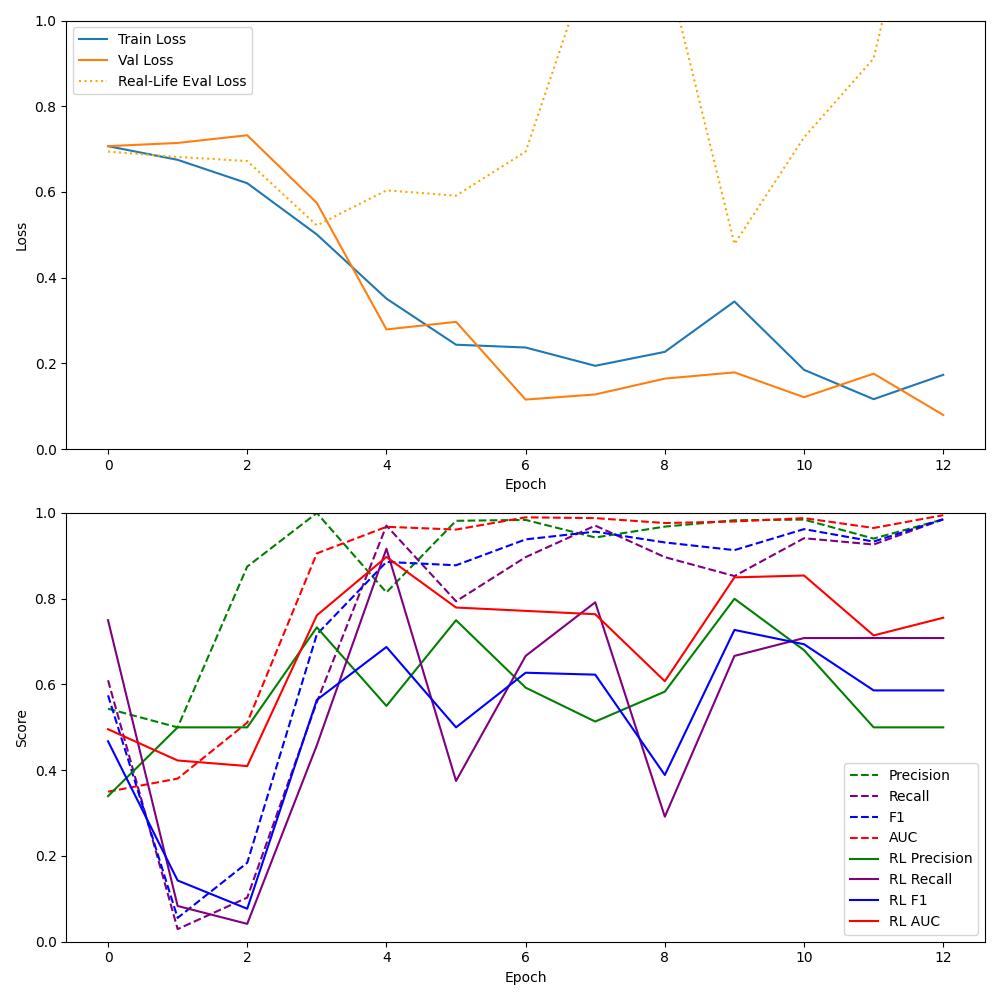 1.0
0.8
0.6
0.4
0.2
0.0
Loss
Train Loss
Val Loss
Real-Life Eval Loss
0 2 4 6 8 10 12
Epoch
1.0
0.8
0.6
0.4
0.2
0.0
Score
Precision
Recall
F1
AUC
RL Precision
RL Recall
RL F1
RL AUC
0 2 4 6 8 10 12
Epoch